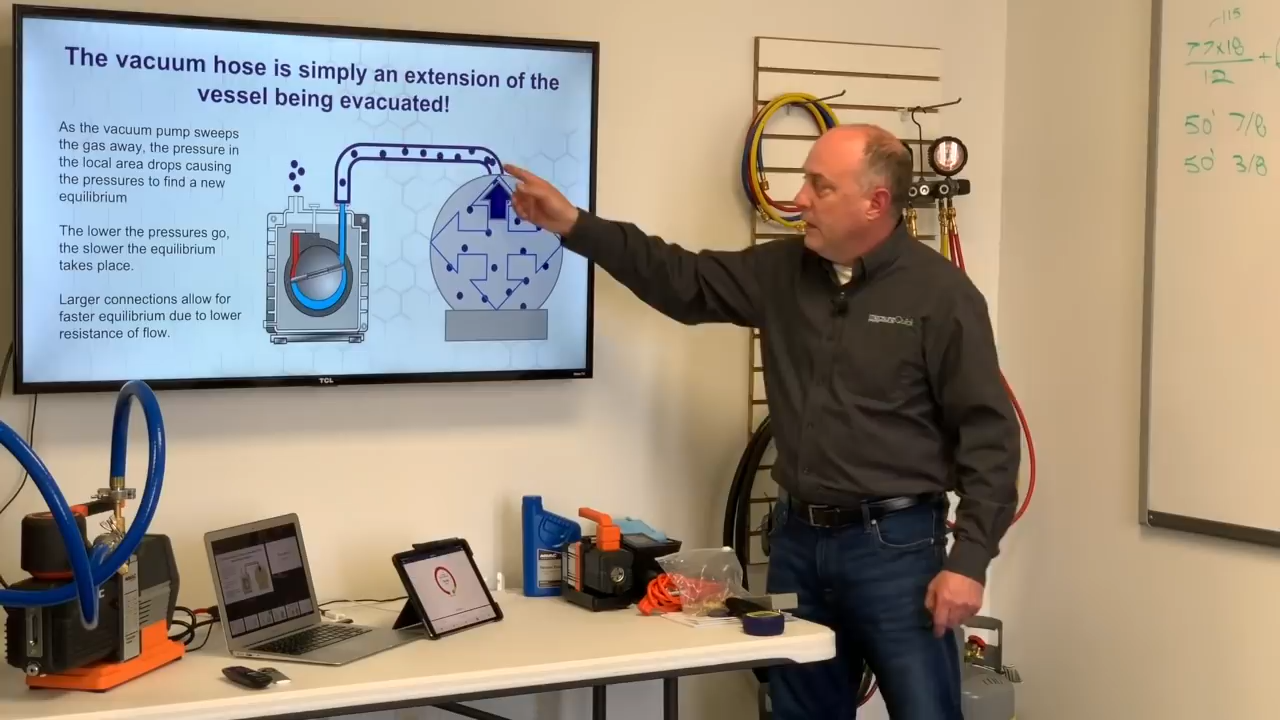 The vacuum hose is simply an extension of the
vessel being evacuated!
As the vacuum pump sweeps
the gas away, the pressure in
the local area drops causing
the pressures to find a new
equilibrium
The lower the pressures go,
the slower the equilibrium
takes place.
Larger connections allow for
faster equilibrium due to lower
resistance of flow.
TCL
115
77x18
12
+
50' 7/8
50' 3/8